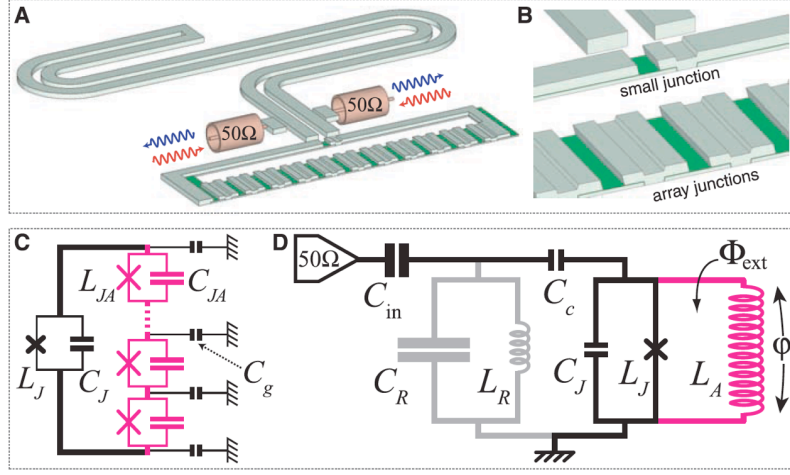 A
50Ω
50Ω
B
small junction
array junctions
C
L_JA
C_JA
L_J
C_J
C_g
D
50Ω
C_in
C_R
L_R
C_c
C_J
L_J
L_A
Φ_ext
φ